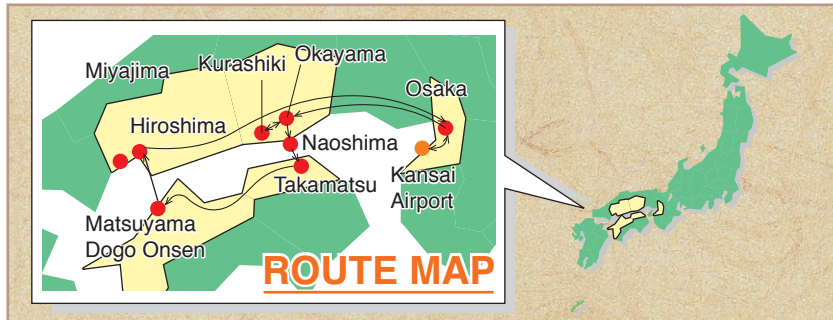 Okayama
Kurashiki
Miyajima
Osaka
Hiroshima
Naoshima
Takamatsu
Kansai
Airport
Matsuyama
Dogo Onsen
ROUTE MAP